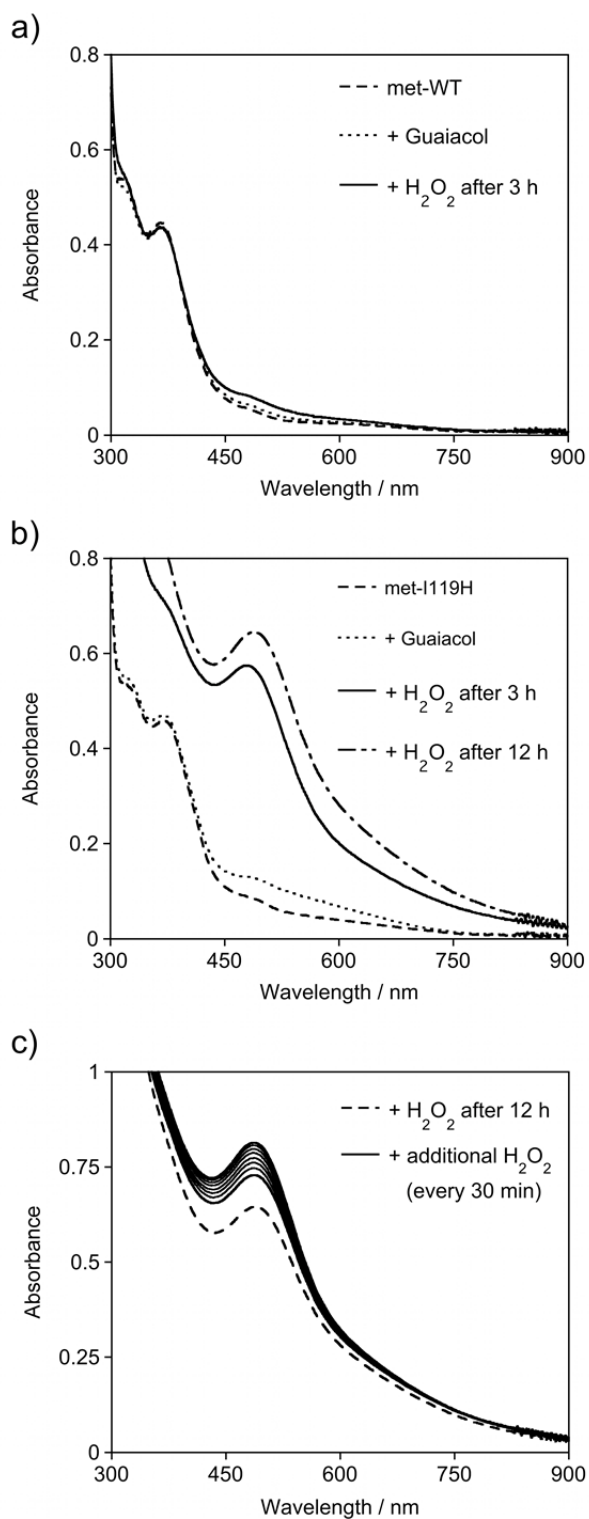 a)
0.8
0.6
0.4
0.2
0
Absorbance
met-WT
+ Guaiacol
+ H2O2 after 3 h
300 450 600 750 900
Wavelength / nm
b)
0.8
0.6
0.4
0.2
0
Absorbance
met-I119H
+ Guaiacol
+ H2O2 after 3 h
+ H2O2 after 12 h
300 450 600 750 900
Wavelength / nm
c)
1
0.75
0.5
0.25
0
Absorbance
+ H2O2 after 12 h
+ additional H2O2
(every 30 min)
300 450 600 750 900
Wavelength / nm